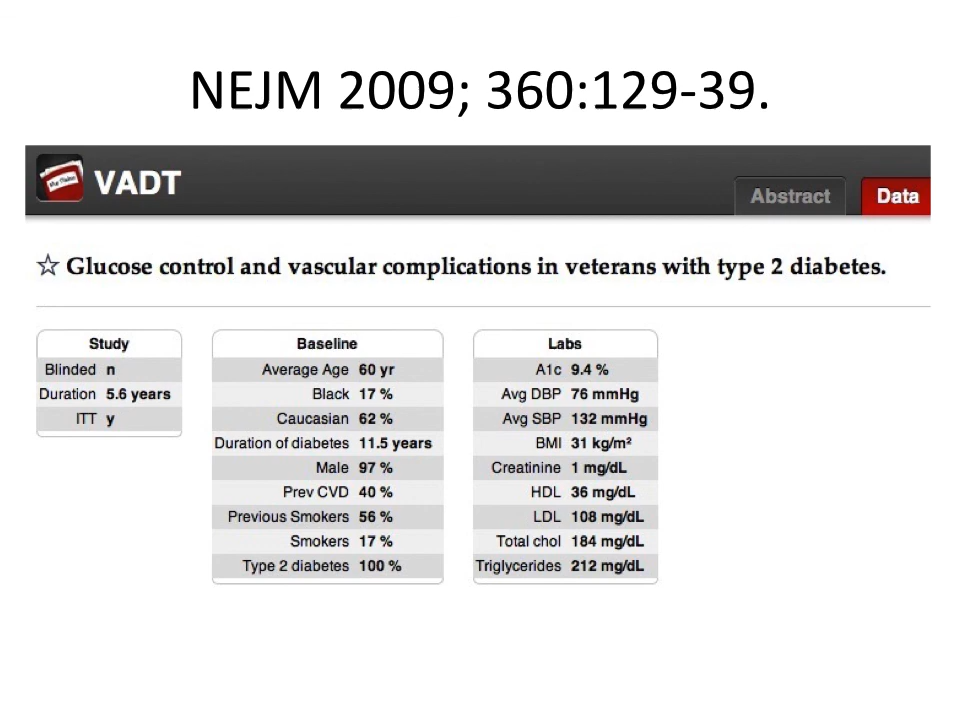 NEJM 2009; 360:129-39.
VADT
Abstract
Data
☆ Glucose control and vascular complications in veterans with type 2 diabetes.
Study
Blinded n
Duration 5.6 years
ITT y
Baseline
Average Age 60 yr
Black 17 %
Caucasian 62 %
Duration of diabetes 11.5 years
Male 97 %
Prev CVD 40 %
Previous Smokers 56 %
Smokers 17 %
Type 2 diabetes 100 %
Labs
A1c 9.4 %
Avg DBP 76 mmHg
Avg SBP 132 mmHg
BMI 31 kg/m²
Creatinine 1 mg/dL
HDL 36 mg/dL
LDL 108 mg/dL
Total chol 184 mg/dL
Triglycerides 212 mg/dL